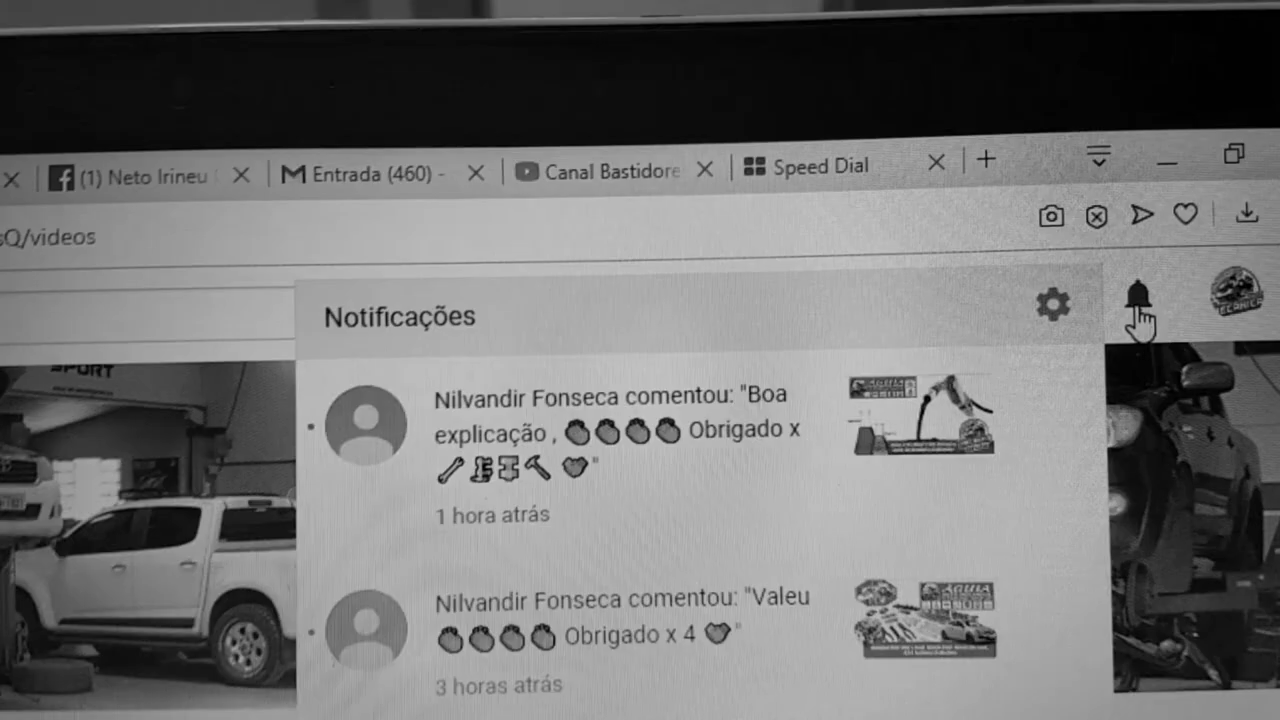 (1) Neto Irineu
Entrada (460) -
Canal Bastidore
Speed Dial
sQ/videos
SPORT
Notificações
Nilvandir Fonseca comentou: "Boa
explicação , 👏👏👏👏 Obrigado x
"
1 hora atrás
Nilvandir Fonseca comentou: "Valeu
👏👏👏👏 Obrigado x 4 "
3 horas atrás